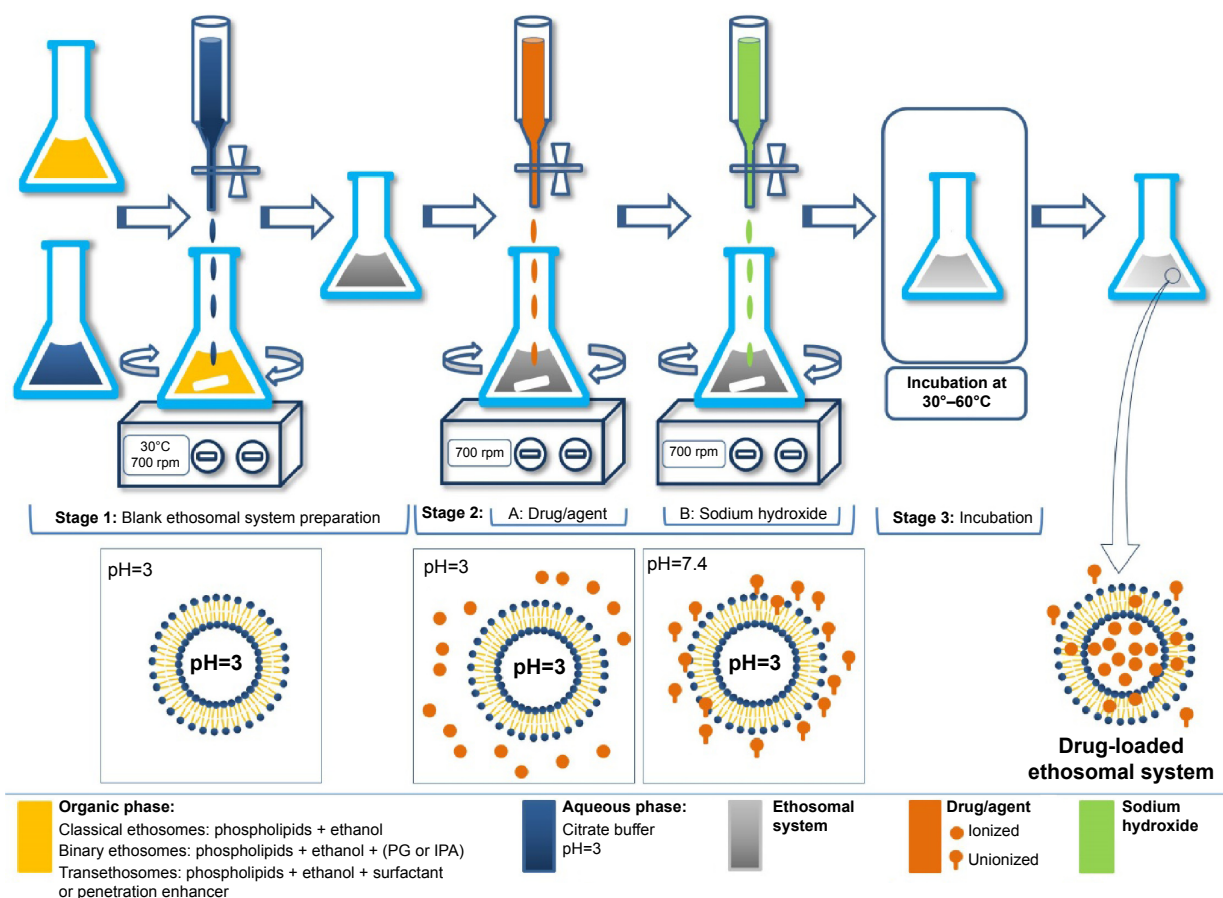 30°C
700 rpm
700 rpm
700 rpm
Incubation at
30°–60°C
Stage 1: Blank ethosomal system preparation
Stage 2:
A: Drug/agent
B: Sodium hydroxide
Stage 3: Incubation
pH=3
pH=3
pH=3
pH=3
pH=7.4
pH=3
Drug-loaded
ethosomal system
Organic phase:
Classical ethosomes: phospholipids + ethanol
Binary ethosomes: phospholipids + ethanol + (PG or IPA)
Transethosomes: phospholipids + ethanol + surfactant
or penetration enhancer
Aqueous phase:
Citrate buffer
pH=3
Ethosomal
system
Drug/agent
Ionized
Unionized
Sodium
hydroxide